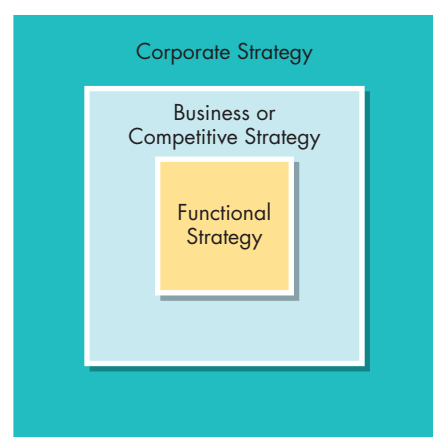 Corporate Strategy
Business or
Competitive Strategy
Functional
Strategy